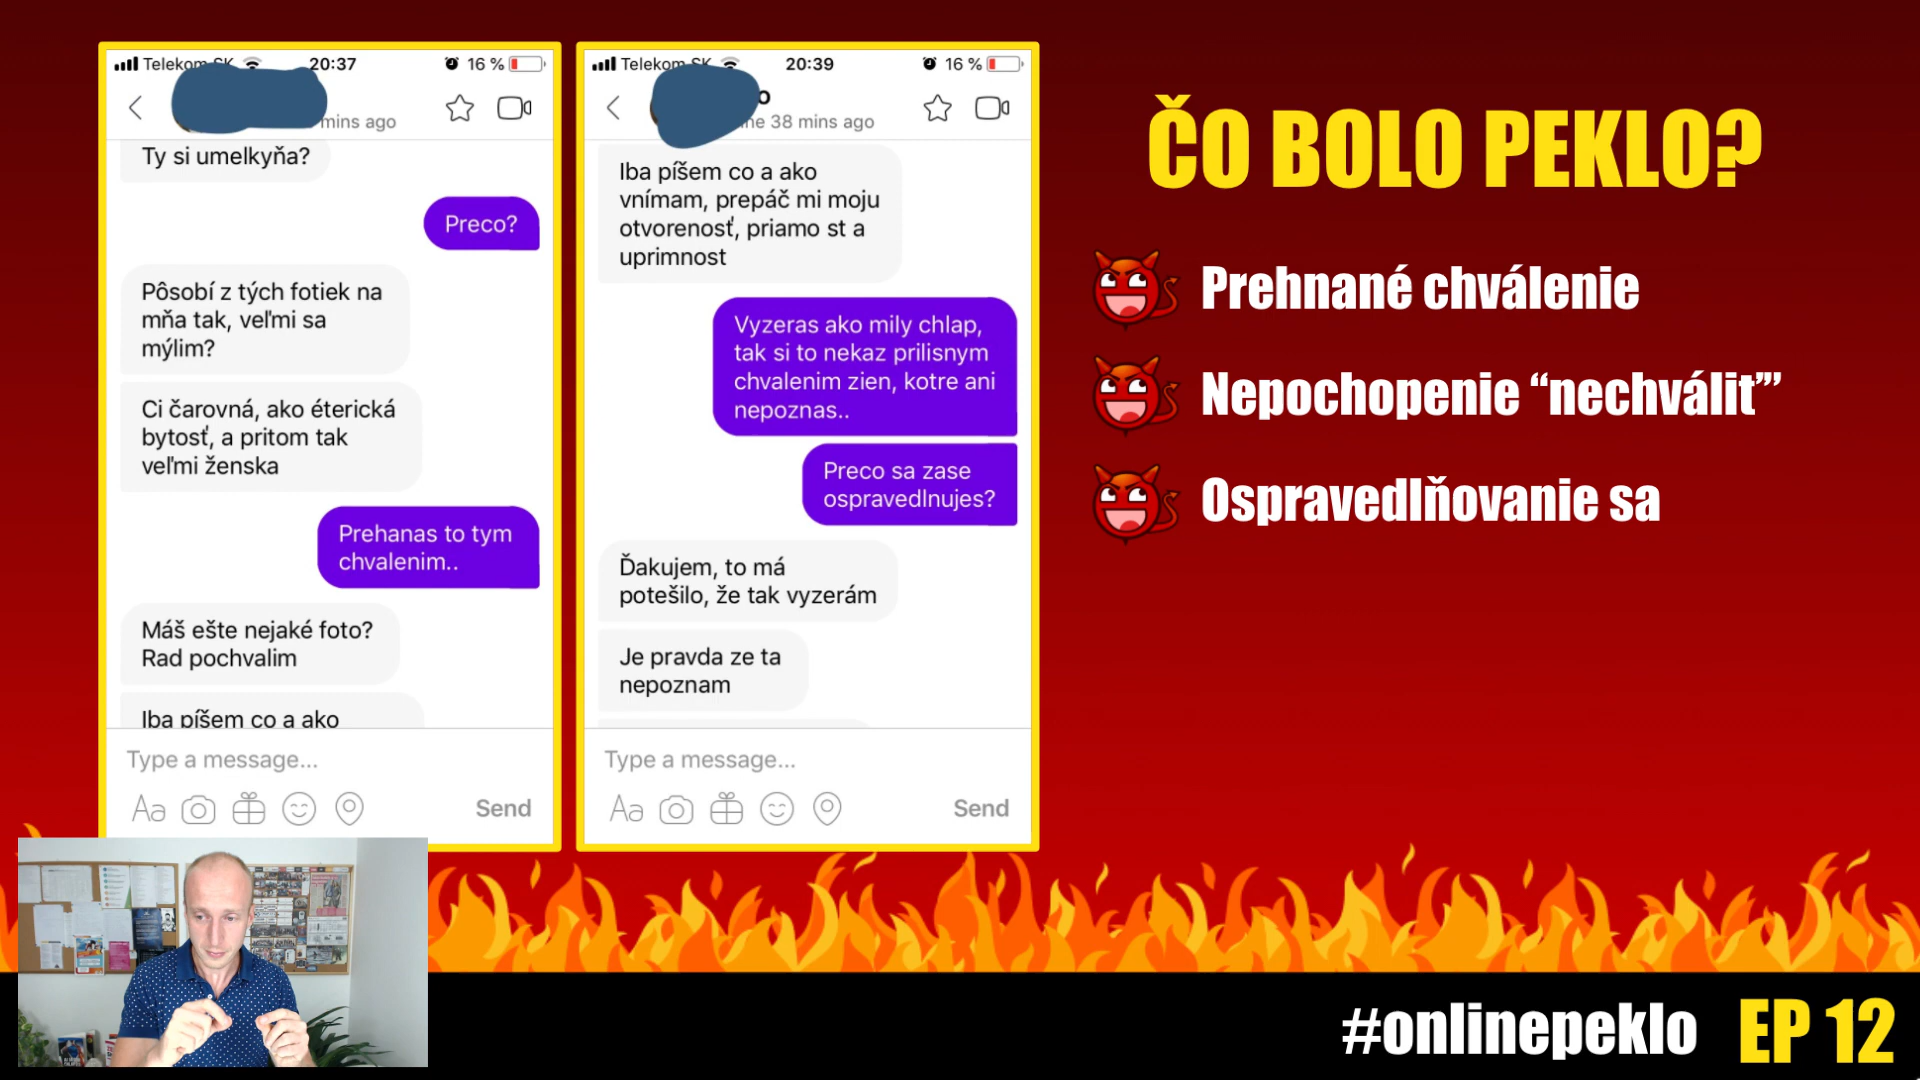 Telekom SK 20:37 16 %
mins ago
Ty si umelkyňa?
Preco?
Pôsobí z tých fotiek na
mňa tak, veľmi sa
mýlim?
Ci čarovná, ako éterická
bytosť, a pritom tak
veľmi ženska
Prehanas to tym
chvalenim..
Máš ešte nejaké foto?
Rad pochvalim
Iba píšem co a ako
Type a message...
Aa Send
Telekom SK 20:39 16 %
38 mins ago
Iba píšem co a ako
vnímam, prepáč mi moju
otvorenosť, priamo st a
uprimnost
Vyzeras ako mily chlap,
tak si to nekaz prilisnym
chvalenim zien, kotre ani
nepoznas..
Preco sa zase
ospravedlnujes?
Ďakujem, to má
potešilo, že tak vyzerám
Je pravda ze ta
nepoznam
Type a message...
Aa Send
ČO BOLO PEKLO?
Prehnané chválenie
Nepochopenie “nechváliť”
Ospravedlňovanie sa
#onlinepeklo EP 12